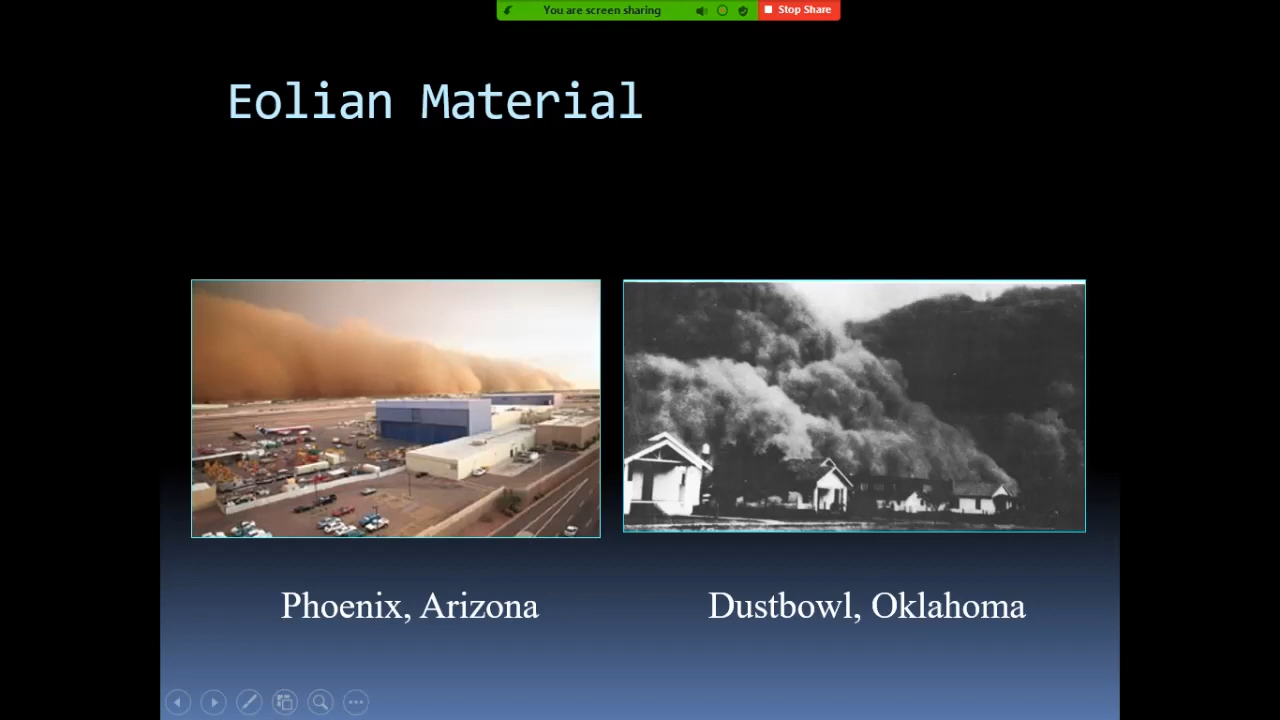 You are screen sharing
Stop Share
Eolian Material
Phoenix, Arizona
Dustbowl, Oklahoma